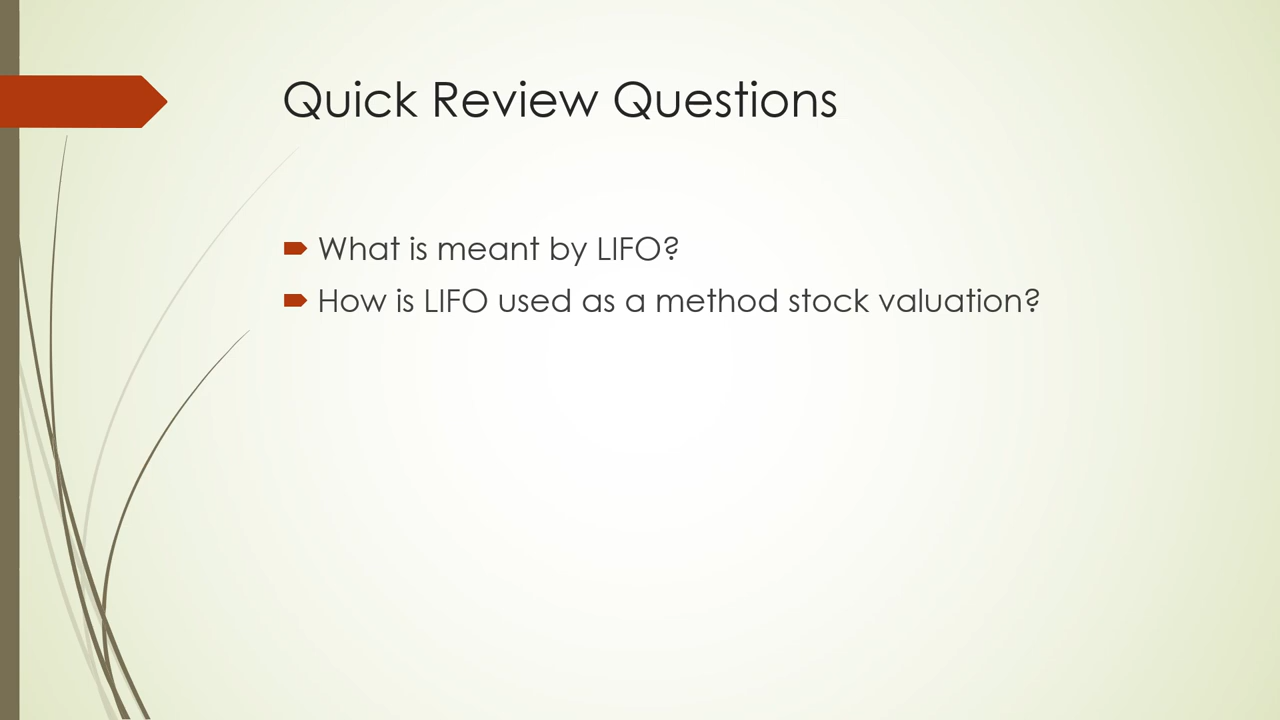 Quick Review Questions
What is meant by LIFO?
How is LIFO used as a method stock valuation?